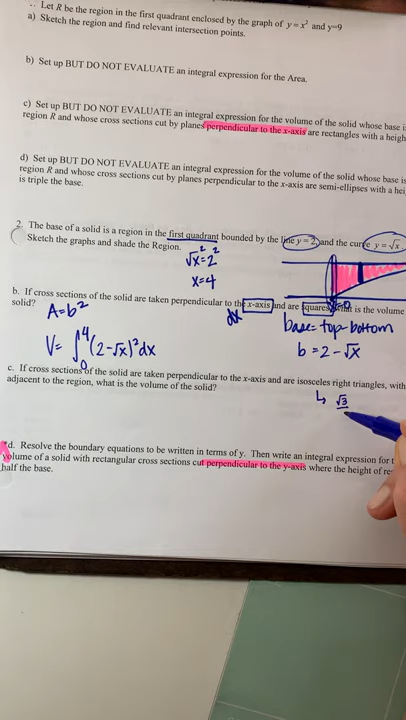 Let R be the region in the first quadrant enclosed by the graph of y = x² and y=9
a) Sketch the region and find relevant intersection points.
b) Set up BUT DO NOT EVALUATE an integral expression for the Area.
c) Set up BUT DO NOT EVALUATE an integral expression for the volume of the solid whose base
region R and whose cross sections cut by planes perpendicular to the x-axis are rectangles with a heigh
d) Set up BUT DO NOT EVALUATE an integral expression for the volume of the solid whose base is
region R and whose cross sections cut by planes perpendicular to the x-axis are semi-ellipses with a hei
is triple the base.
2. The base of a solid is a region in the first quadrant bounded by the line y = 2, and the curve y = √x.
Sketch the graphs and shade the Region.
√x² = 2²
x=4
b. If cross sections of the solid are taken perpendicular to the x-axis and are squares, what is the volume
solid?
A=b²
dx
base = top - bottom
V= ∫₀⁴ (2-√x)² dx
b = 2 - √x
c. If cross sections of the solid are taken perpendicular to the x-axis and are isosceles right triangles, with
adjacent to the region, what is the volume of the solid?
↳ √3
d. Resolve the boundary equations to be written in terms of y. Then write an integral expression for
volume of a solid with rectangular cross sections cut perpendicular to the y-axis where the height of re
half the base.